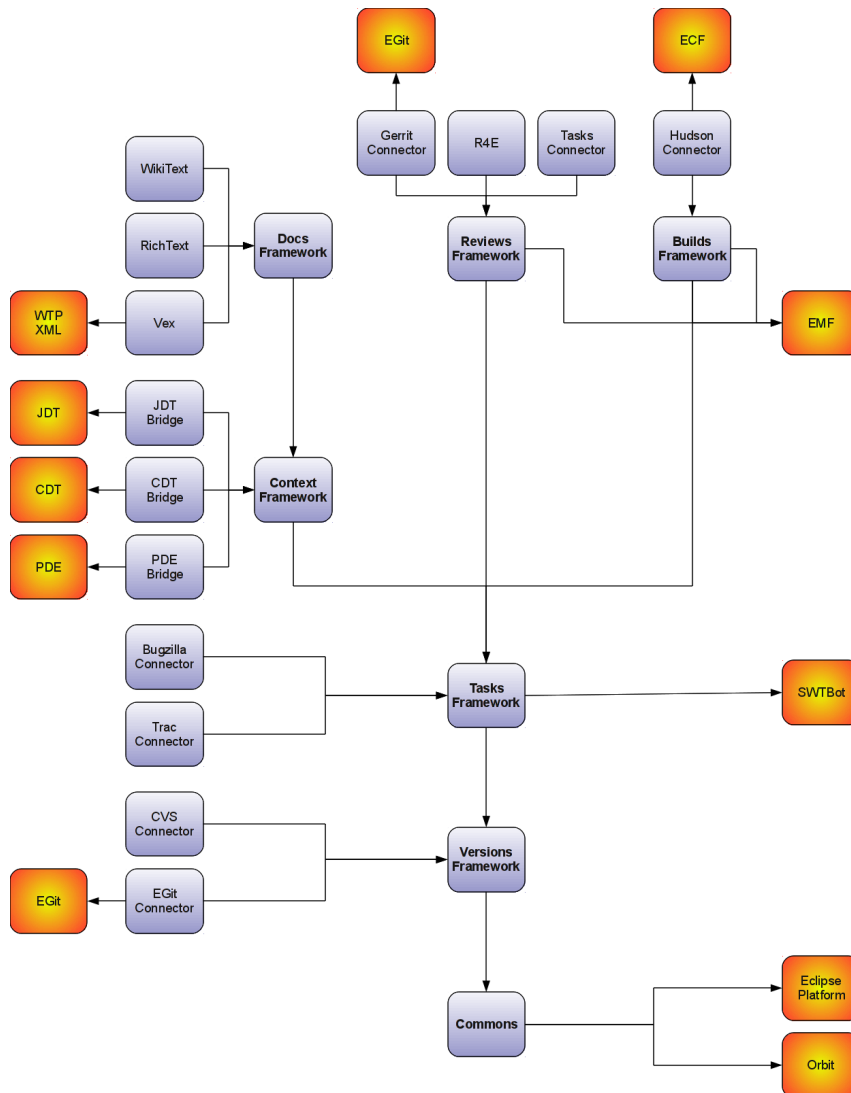 EGit
ECF
Gerrit
Connector
R4E
Tasks
Connector
Hudson
Connector
WikiText
RichText
Docs
Framework
Reviews
Framework
Builds
Framework
WTP
XML
Vex
EMF
JDT
JDT
Bridge
CDT
CDT
Bridge
Context
Framework
PDE
PDE
Bridge
Bugzilla
Connector
Tasks
Framework
SWTBot
Trac
Connector
CVS
Connector
Versions
Framework
EGit
EGit
Connector
Eclipse
Platform
Commons
Orbit